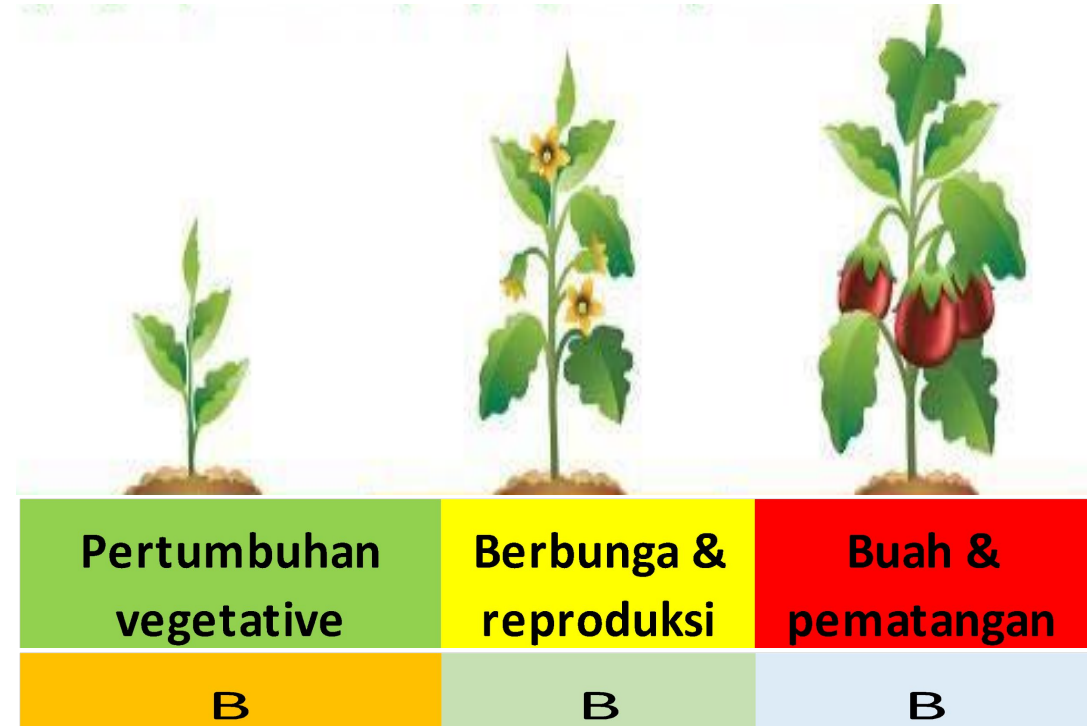 Pertumbuhan vegetative
Berbunga & reproduksi
Buah & pematangan
B B B